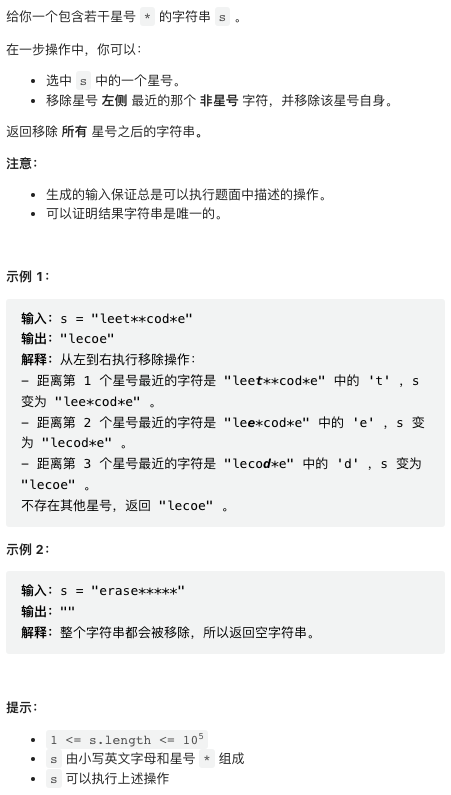 给你一个包含若干星号 * 的字符串 s 。
在一步操作中，你可以：
• 选中 s 中的一个星号。
• 移除星号 左侧 最近的那个 非星号 字符，并移除该星号自身。
返回移除 所有 星号之后的字符串。
注意：
• 生成的输入保证总是可以执行题面中描述的操作。
• 可以证明结果字符串是唯一的。
示例 1：
输入：s = "leet**cod*e"
输出："lecoe"
解释：从左到右执行移除操作：
- 距离第 1 个星号最近的字符是 "leet**cod*e" 中的 't' ，s
变为 "lee*cod*e" 。
- 距离第 2 个星号最近的字符是 "lee*cod*e" 中的 'e' ，s 变
为 "lecod*e" 。
- 距离第 3 个星号最近的字符是 "lecod*e" 中的 'd' ，s 变为
"lecoe" 。
不存在其他星号，返回 "lecoe" 。
示例 2：
输入：s = "erase*****"
输出：""
解释：整个字符串都会被移除，所以返回空字符串。
提示：
• 1 <= s.length <= 10⁵
• s 由小写英文字母和星号 * 组成
• s 可以执行上述操作